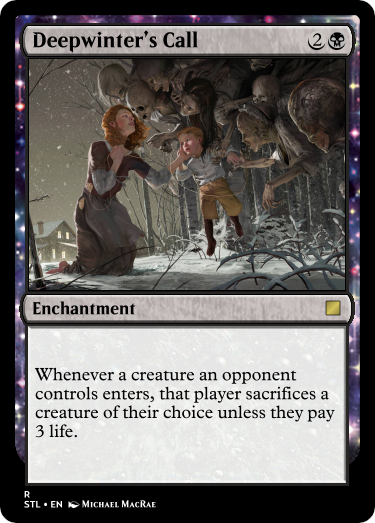 Deepwinter's Call 2
Enchantment
Whenever a creature an opponent
controls enters, that player sacrifices a
creature of their choice unless they pay
3 life.
R
STL • EN Michael MacRae